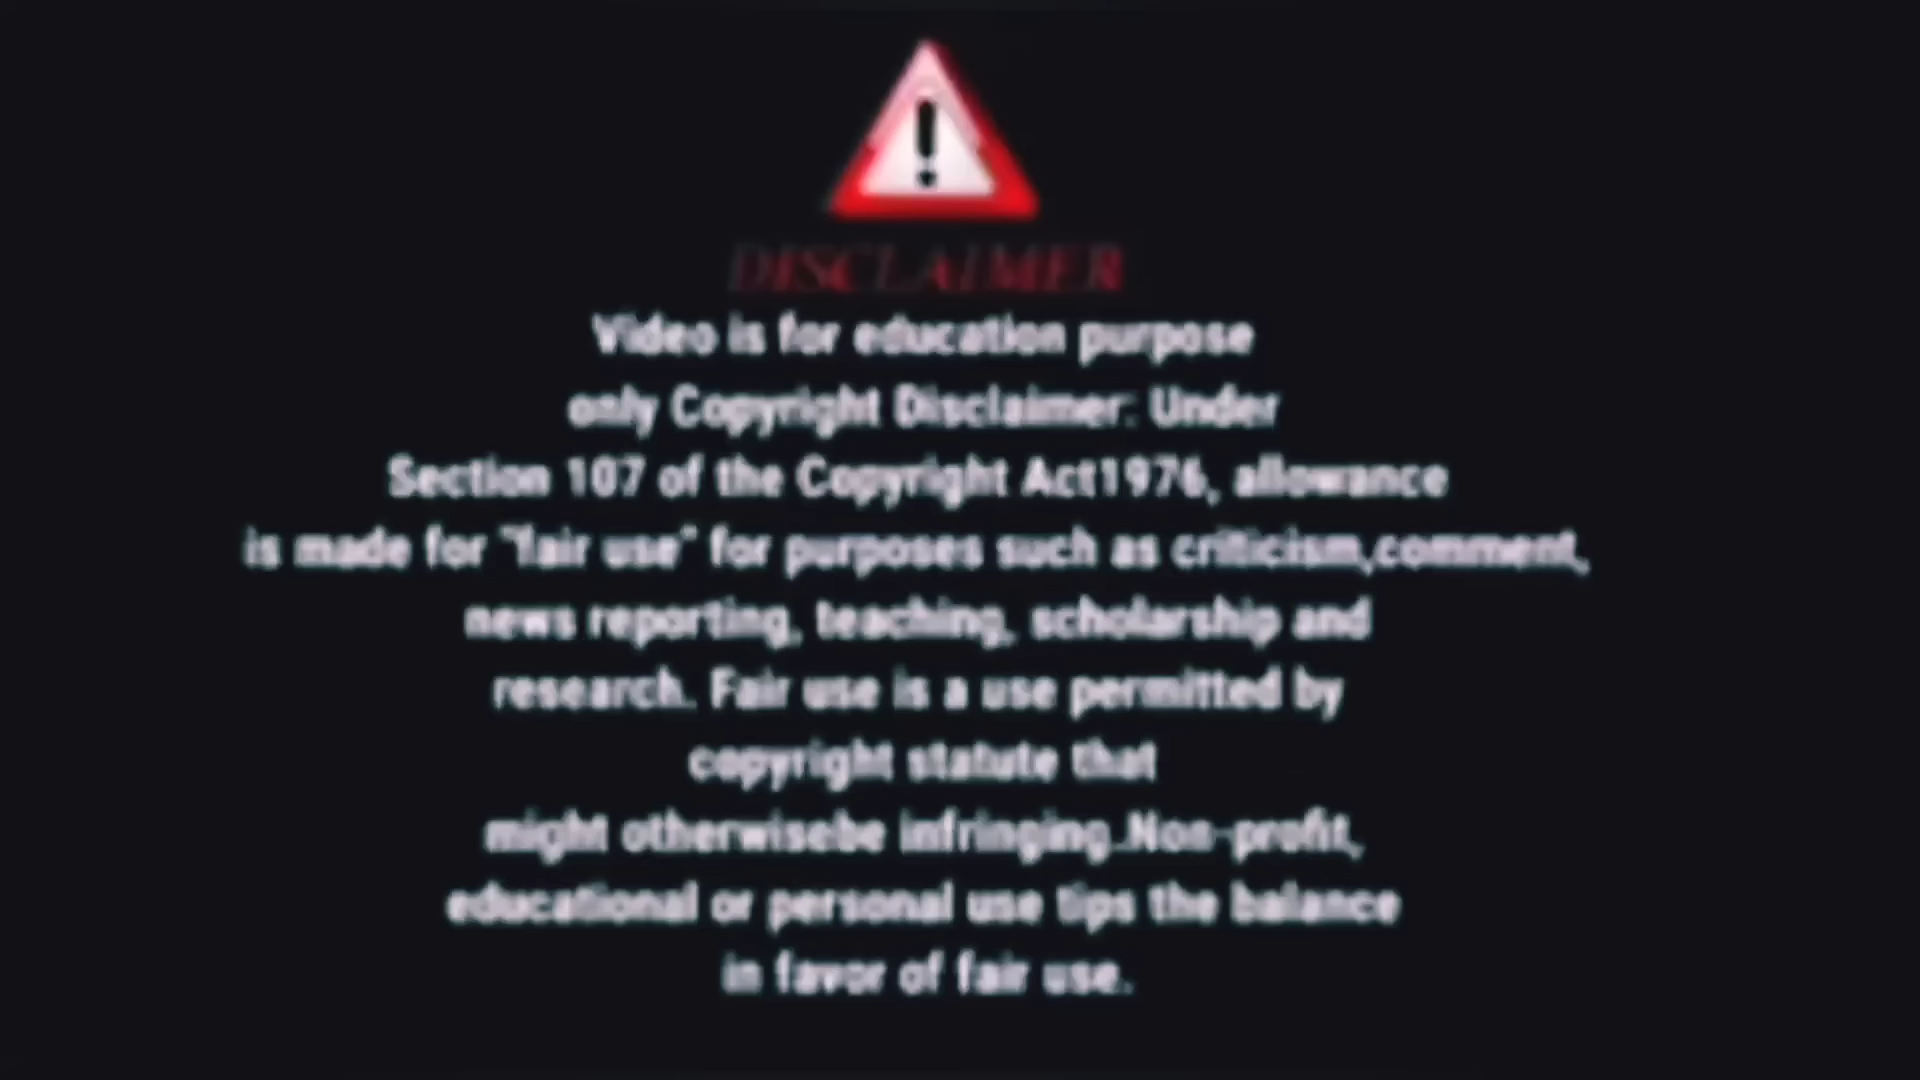 !
DISCLAIMER
Video is for education purpose
only Copyright Disclaimer: Under
Section 107 of the Copyright Act1976, allowance
is made for "fair use" for purposes such as criticism,comment,
news reporting, teaching, scholarship and
research. Fair use is a use permitted by
copyright statute that
might otherwisebe infringing.Non-profit,
educational or personal use tips the balance
in favor of fair use.